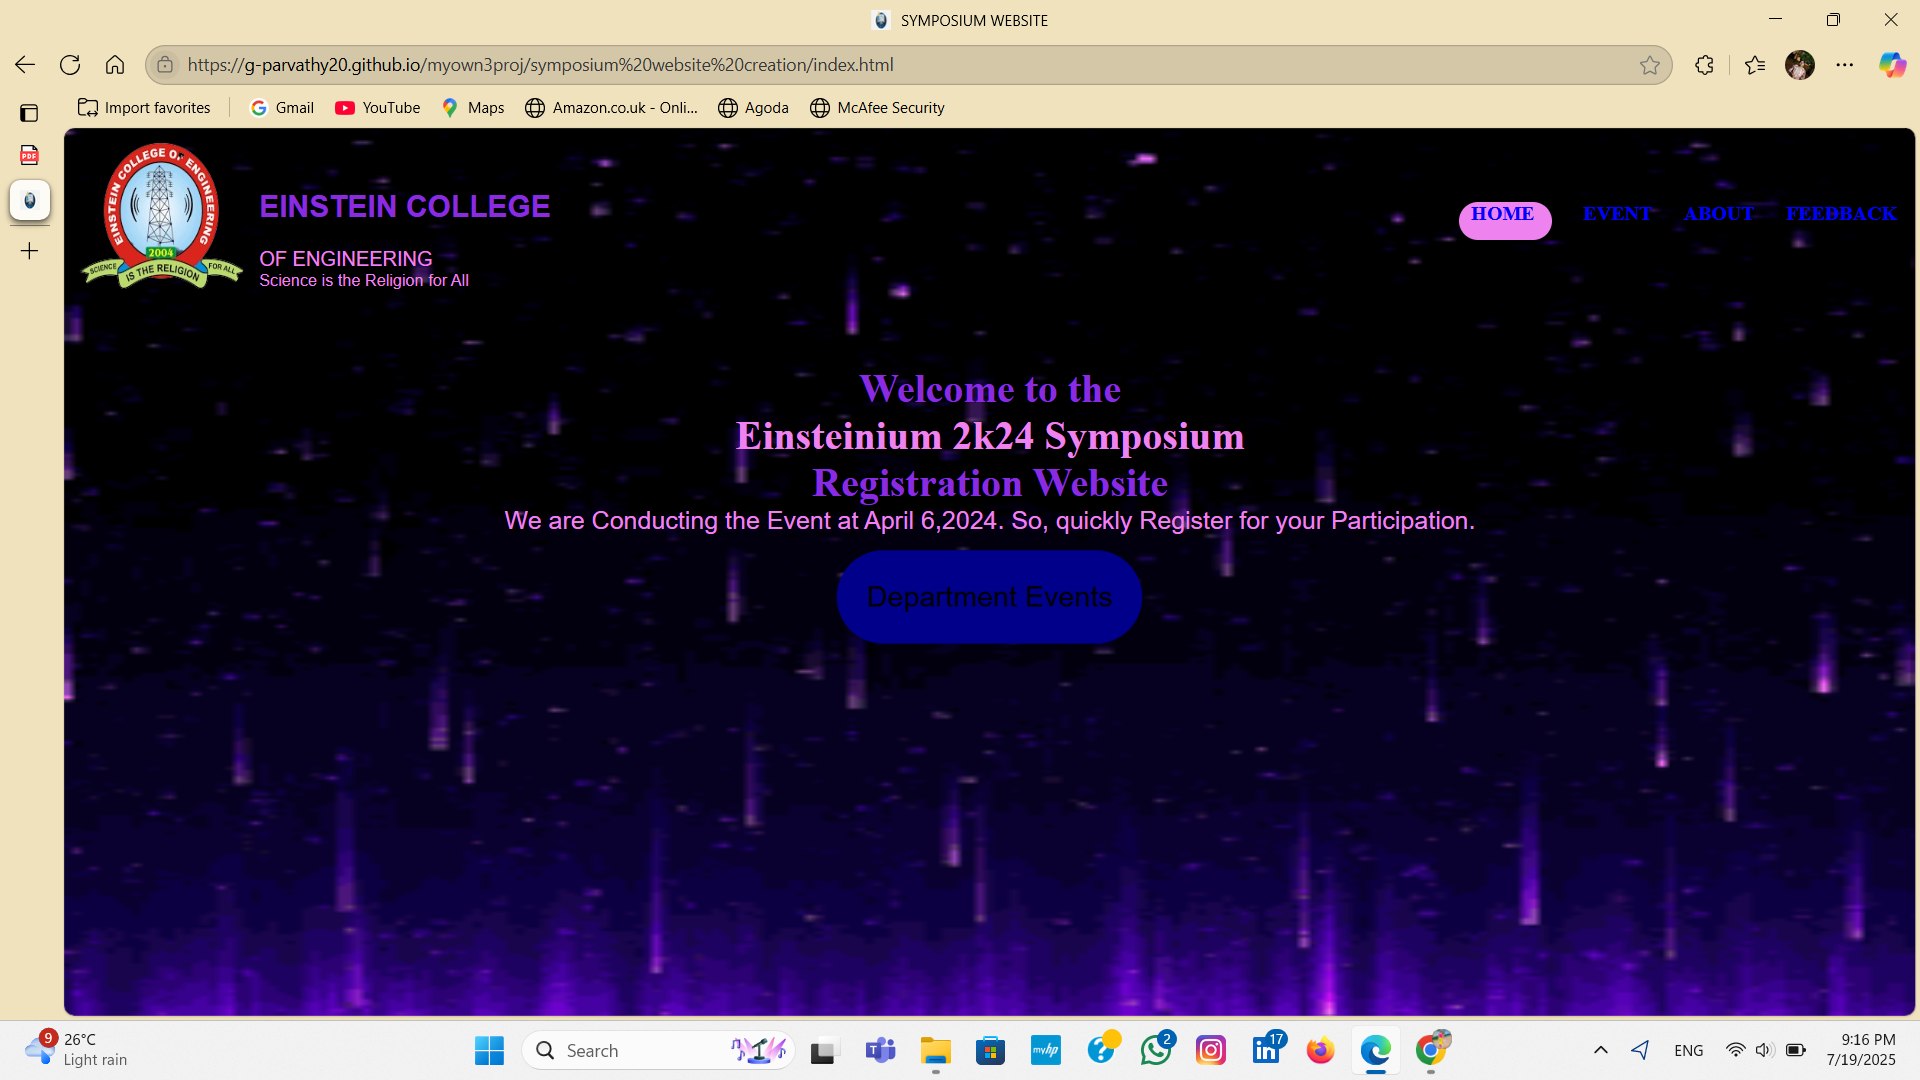 SYMPOSIUM WEBSITE
https://g-parvathy20.github.io/myown3proj/symposium%20website%20creation/index.html
Import favorites
Gmail
YouTube
Maps
Amazon.co.uk - Onli...
Agoda
McAfee Security
PDF
EINSTEIN COLLEGE OF ENGINEERING
2004
SCIENCE IS THE RELIGION FOR ALL
EINSTEIN COLLEGE
OF ENGINEERING
Science is the Religion for All
HOME EVENT ABOUT FEEDBACK
Welcome to the
Einsteinium 2k24 Symposium
Registration Website
We are Conducting the Event at April 6,2024. So, quickly Register for your Participation.
Department Events
9
26°C
Light rain
Search
myhp
2
17
ENG
9:16 PM
7/19/2025